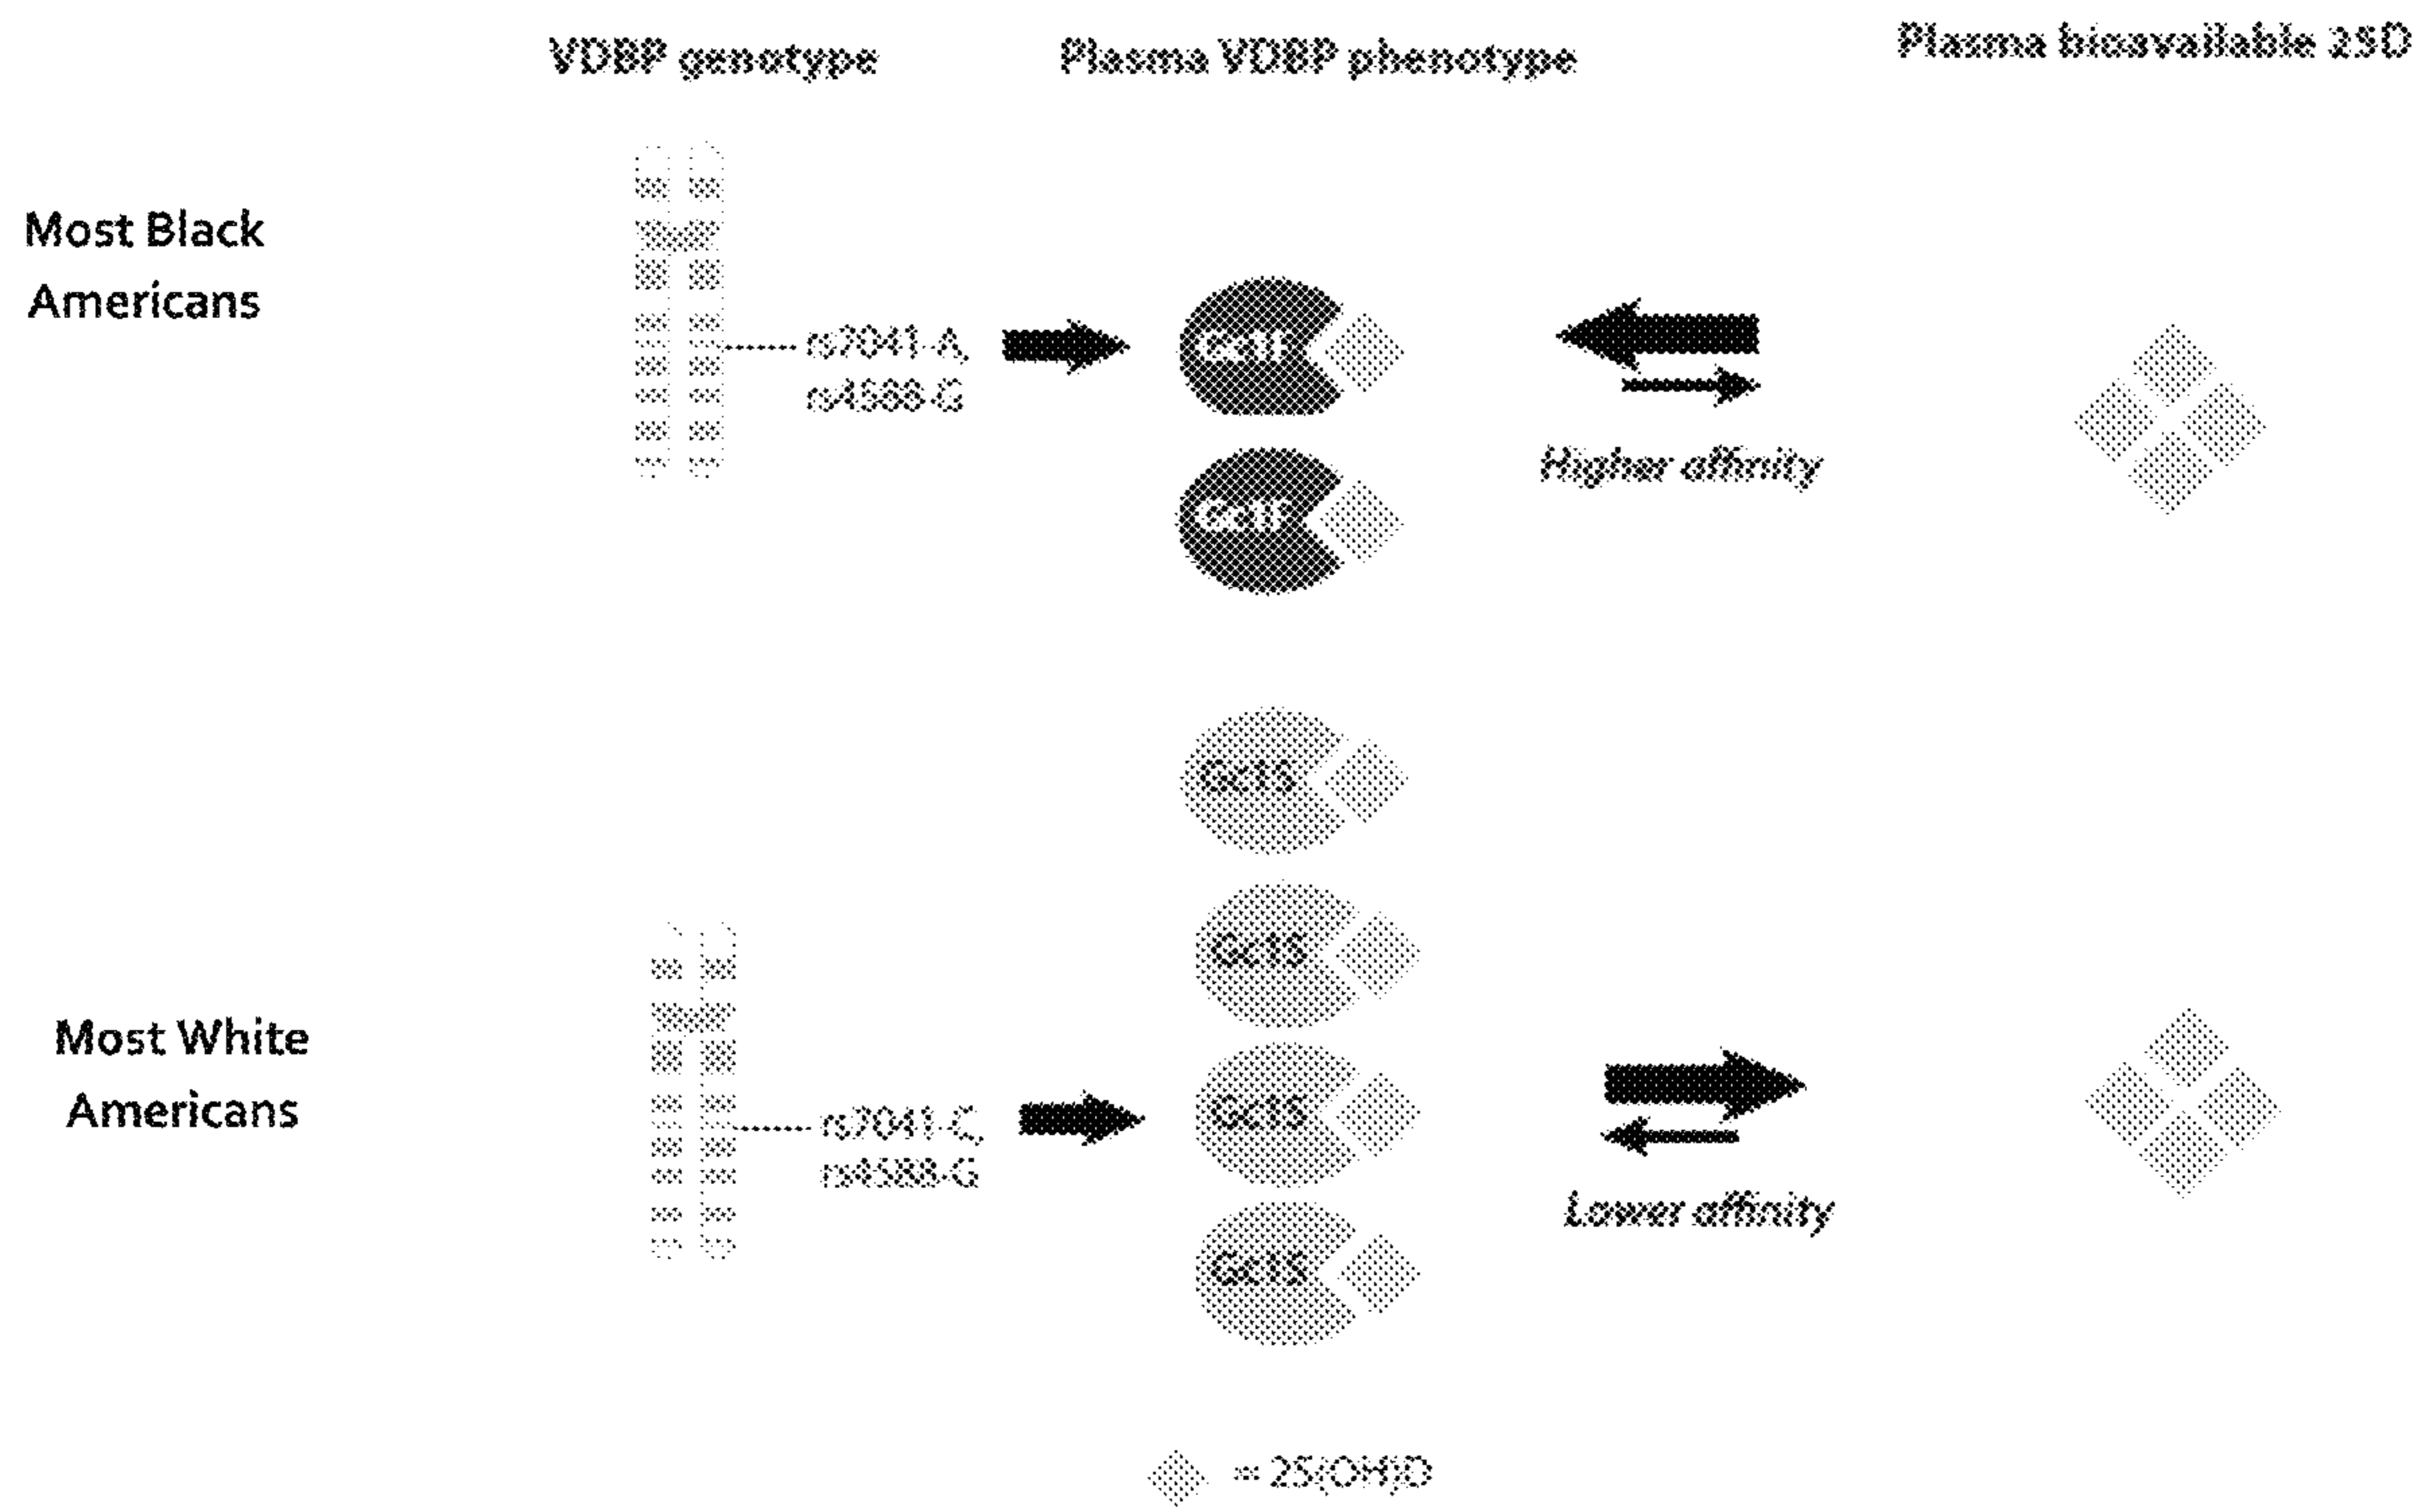 VDBP genotype
Plasma VDBP phenotype
Plasma bioavailable 25D
Most Black
Americans
rs7041-A,
rs4588-G
Gc1F
Gc1F
Higher affinity
Gc1S
Gc1S
Gc1S
Gc1S
Most White
Americans
rs7041-C,
rs4588-G
Lower affinity
= 25(OH)D